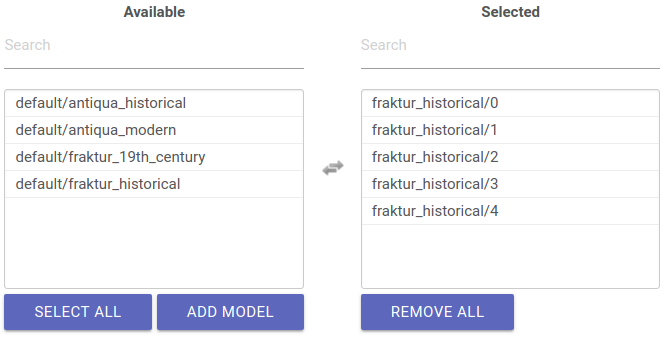 Available
Search
default/antiqua_historical
default/antiqua_modern
default/fraktur_19th_century
default/fraktur_historical
SELECT ALL ADD MODEL
Selected
Search
fraktur_historical/0
fraktur_historical/1
fraktur_historical/2
fraktur_historical/3
fraktur_historical/4
REMOVE ALL